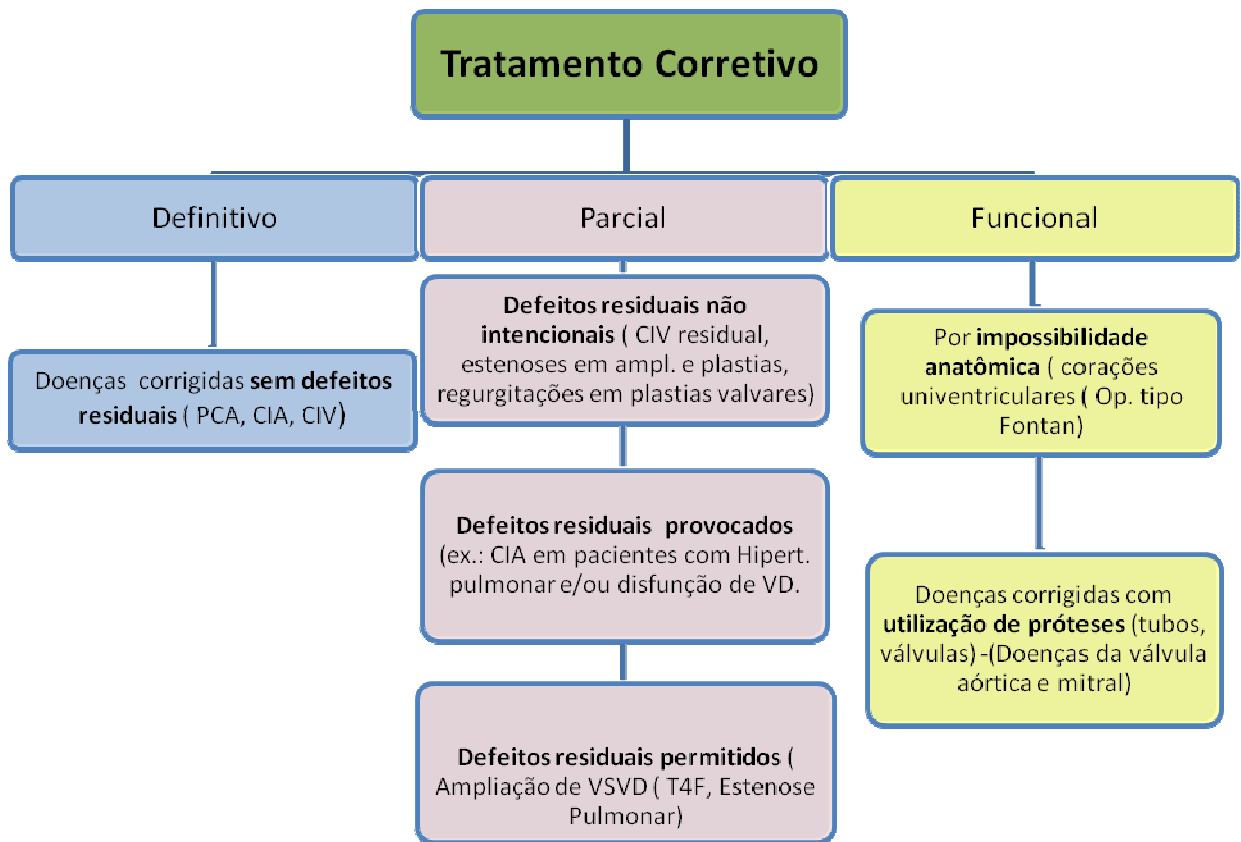 Tratamento Corretivo
Definitivo
Parcial
Funcional
Doenças corrigidas sem defeitos
residuais ( PCA, CIA, CIV)
Defeitos residuais não
intencionais ( CIV residual,
estenoses em ampl. e plastias,
regurgitações em plastias valvares)
Defeitos residuais provocados
(ex.: CIA em pacientes com Hipert.
pulmonar e/ou disfunção de VD.
Defeitos residuais permitidos (
Ampliação de VSVD ( T4F, Estenose
Pulmonar)
Por impossibilidade
anatômica ( corações
univentriculares ( Op. tipo
Fontan)
Doenças corrigidas com
utilização de próteses (tubos,
válvulas) -(Doenças da válvula
aórtica e mitral)